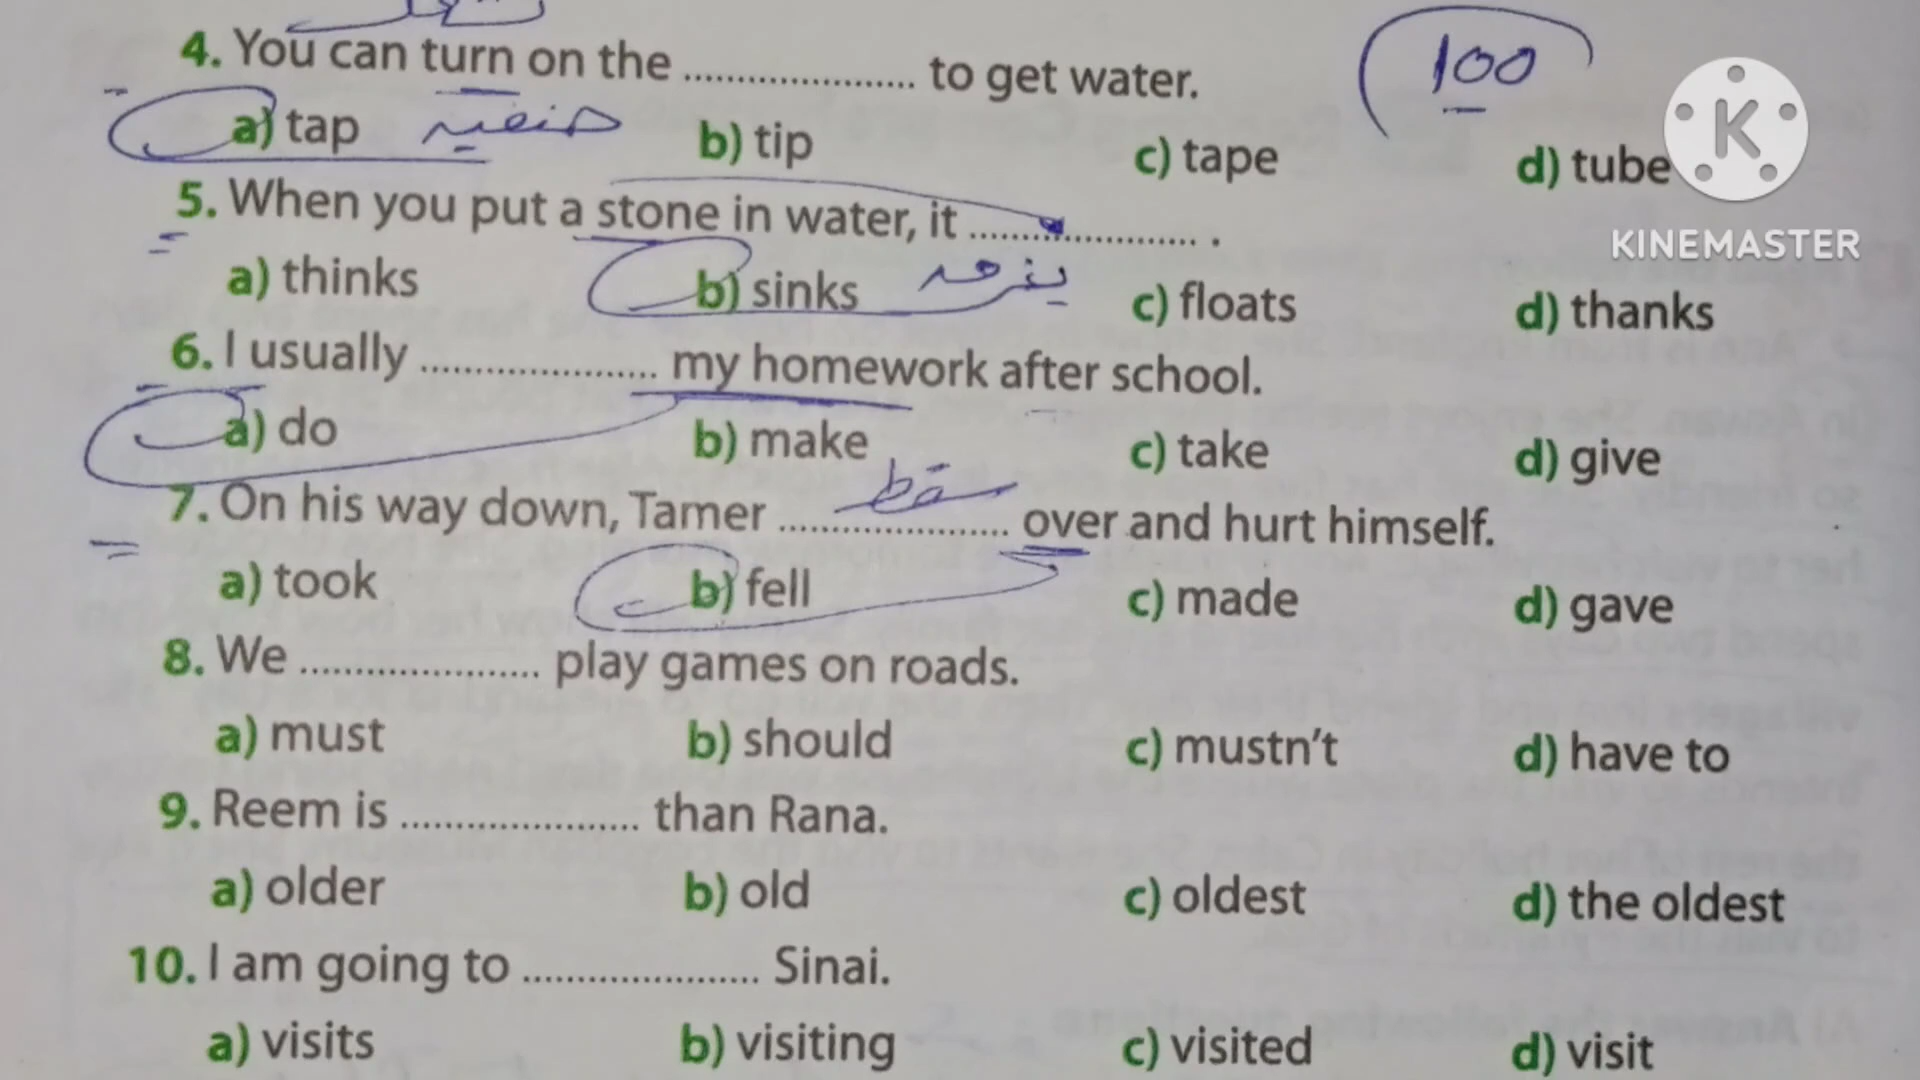 4. You can turn on the .................... to get water.
100
a) tap حنفية b) tip c) tape d) tube
K
KINEMASTER
5. When you put a stone in water, it .................... .
a) thinks b) sinks c) floats d) thanks
6. I usually .................... my homework after school.
a) do b) make c) take d) give
سقط
7. On his way down, Tamer .................... over and hurt himself.
a) took b) fell c) made d) gave
8. We .................... play games on roads.
a) must b) should c) mustn't d) have to
9. Reem is .................... than Rana.
a) older b) old c) oldest d) the oldest
10. I am going to .................... Sinai.
a) visits b) visiting c) visited d) visit